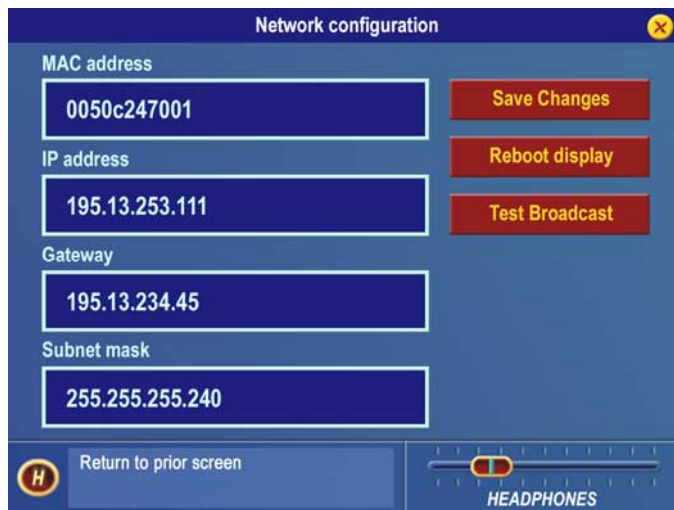 Network configuration
MAC address
0050c247001
Save Changes
IP address
Reboot display
195.13.253.111
Test Broadcast
Gateway
195.13.234.45
Subnet mask
255.255.255.240
H
Return to prior screen
HEADPHONES